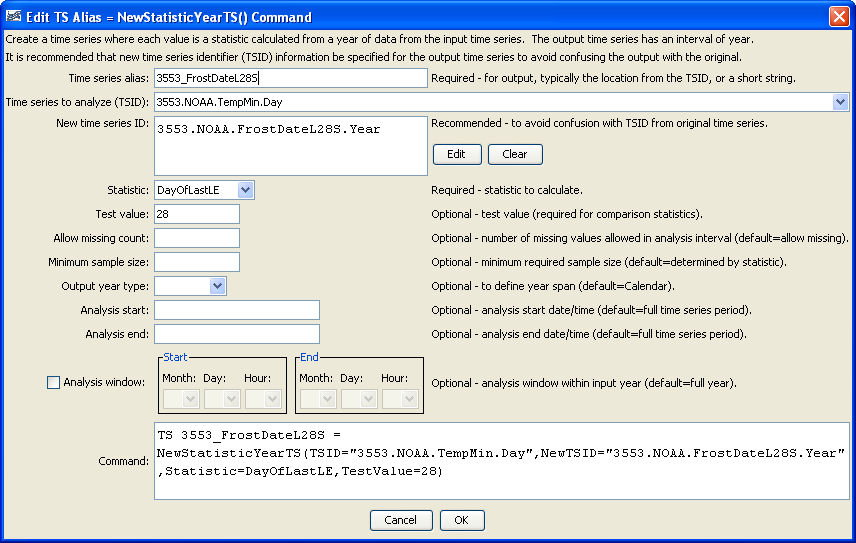 Edit TS Alias = NewStatisticYearTS() Command
Create a time series where each value is a statistic calculated from a year of data from the input time series.  The output time series has an interval of year.
It is recommended that new time series identifier (TSID) information be specified for the output time series to avoid confusing the output with the original.
Time series alias: 3553_FrostDateL28S Required - for output, typically the location from the TSID, or a short string.
Time series to analyze (TSID): 3553.NOAA.TempMin.Day
New time series ID: 3553.NOAA.FrostDateL28S.Year Recommended - to avoid confusion with TSID from original time series.
Edit Clear
Statistic: DayOfLastLE Required - statistic to calculate.
Test value: 28 Optional - test value (required for comparison statistics).
Allow missing count: Optional - number of missing values allowed in analysis interval (default=allow missing).
Minimum sample size: Optional - minimum required sample size (default=determined by statistic).
Output year type: Optional - to define year span (default=Calendar).
Analysis start: Optional - analysis start date/time (default=full time series period).
Analysis end: Optional - analysis end date/time (default=full time series period).
Start End
Month: Day: Hour: Month: Day: Hour:
Analysis window: Optional - analysis window within input year (default=full year).
TS 3553_FrostDateL28S =
NewStatisticYearTS(TSID="3553.NOAA.TempMin.Day",NewTSID="3553.NOAA.FrostDateL28S.Year"
Command: ,Statistic=DayOfLastLE,TestValue=28)
Cancel OK